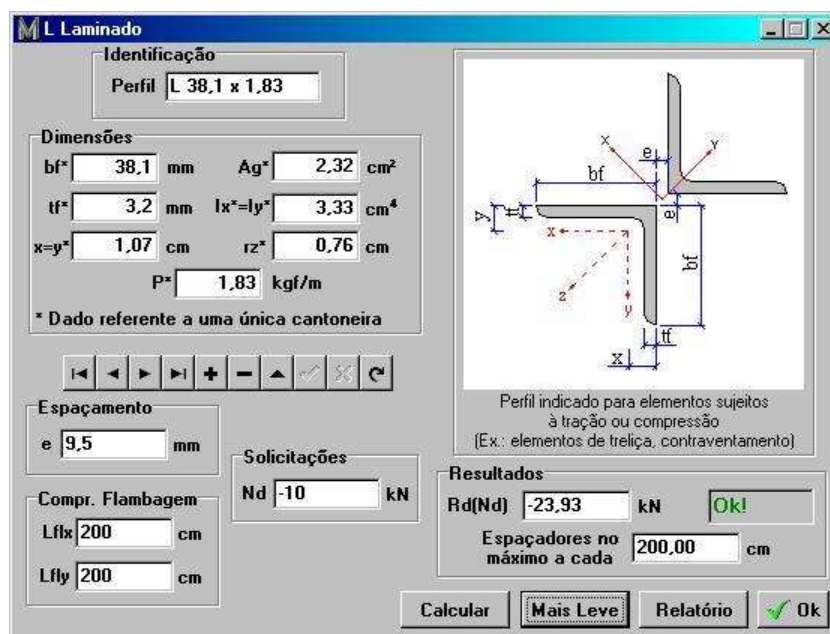 L Laminado
Identificação
Perfil L 38,1 x 1,83
Dimensões
bf* 38,1 mm Ag* 2,32 cm²
tf* 3,2 mm Ix*=Iy* 3,33 cm⁴
x=y* 1,07 cm rz* 0,76 cm
P* 1,83 kgf/m
* Dado referente a uma única cantoneira
Espaçamento
e 9,5 mm
Compr. Flambagem
Lflx 200 cm
Lfly 200 cm
Solicitações
Nd -10 kN
x
Y
e
bf
e
y
tf
x
z
y
bf
tf
x
Perfil indicado para elementos sujeitos
à tração ou compressão
(Ex.: elementos de treliça, contraventamento)
Resultados
Rd(Nd) -23,93 kN Ok!
Espaçadores no
máximo a cada 200,00 cm
Calcular Mais Leve Relatório Ok